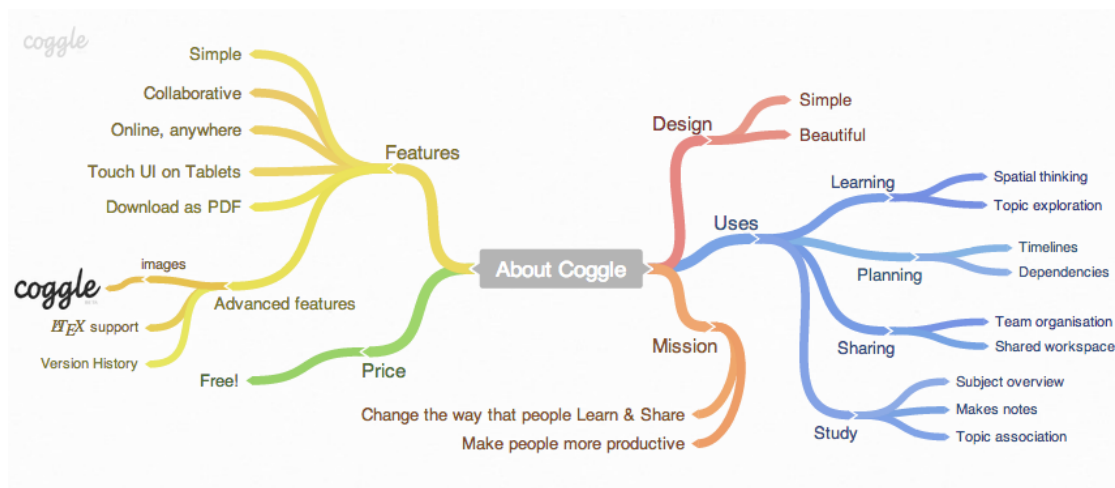 coggle
Simple
Collaborative
Online, anywhere
Touch UI on Tablets
Download as PDF
Features
images
coggle
Advanced features
LATEX support
Version History
Free!
Price
About Coggle
Design
Simple
Beautiful
Uses
Learning
Spatial thinking
Topic exploration
Planning
Timelines
Dependencies
Sharing
Team organisation
Shared workspace
Study
Subject overview
Makes notes
Topic association
Mission
Change the way that people Learn & Share
Make people more productive